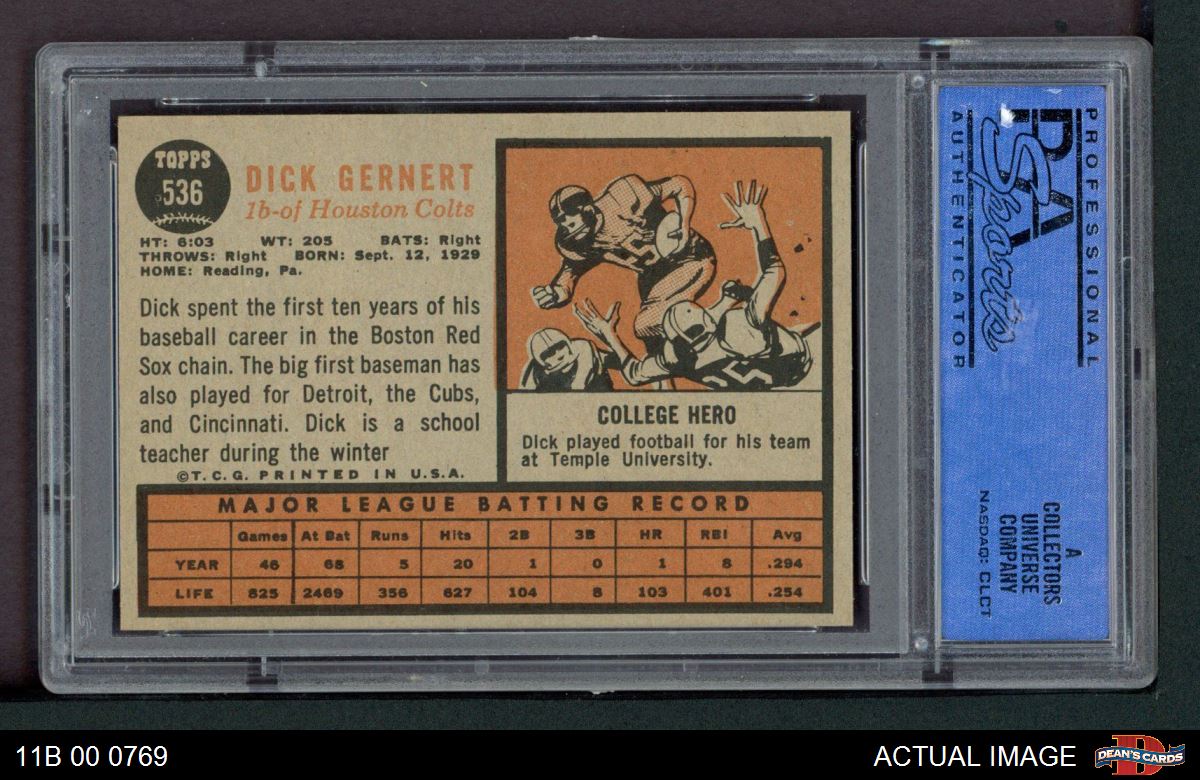 TOPPS
536
DICK GERNERT
1b-of Houston Colts
HT: 6:03 WT: 205 BATS: Right
THROWS: Right BORN: Sept. 12, 1929
HOME: Reading, Pa.
Dick spent the first ten years of his
baseball career in the Boston Red
Sox chain. The big first baseman has
also played for Detroit, the Cubs,
and Cincinnati. Dick is a school
teacher during the winter
©T.C.G. PRINTED IN U.S.A.
COLLEGE HERO
Dick played football for his team
at Temple University.
MAJOR LEAGUE BATTING RECORD
Games At Bat Runs Hits 2B 3B HR RBI Avg
YEAR 46 68 5 20 1 0 1 8 .294
LIFE 825 2469 356 627 104 8 103 401 .254
PROFESSIONAL
PSA
Sports
AUTHENTICATOR
A
COLLECTORS
UNIVERSE
COMPANY
NASDAQ: CLCT
11B 00 0769
ACTUAL IMAGE
D
DEAN'S CARDS